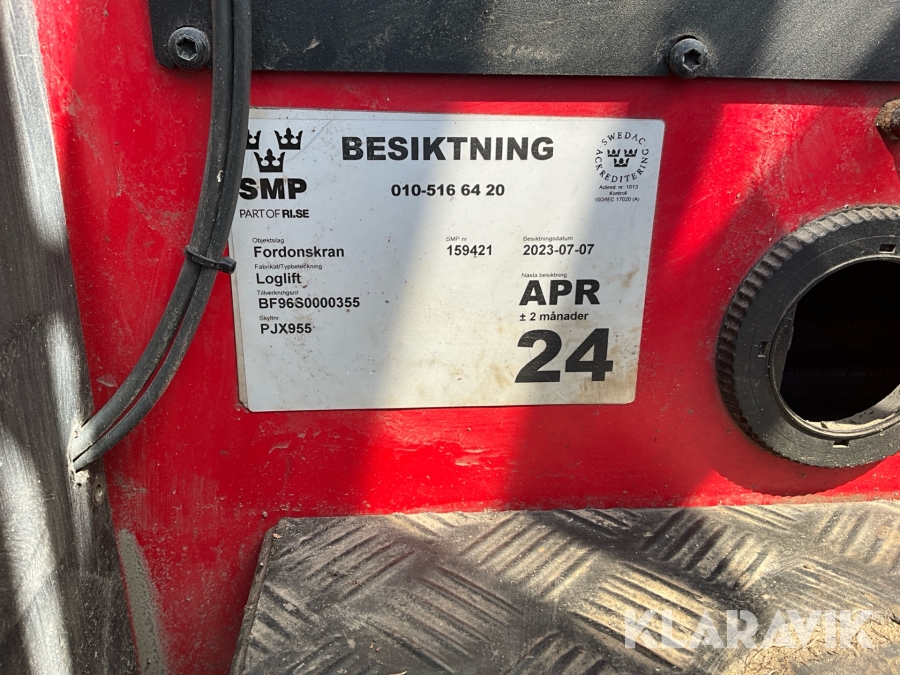 SMP
PART OF RI.SE
BESIKTNING
010-516 64 20
SWEDAC
ACKREDITERING
Ackred nr. 1013
Kontroll
ISO/IEC 17020 (A)
Objektslag
Fordonskran
SMP nr
159421
Besiktningsdatum
2023-07-07
Fabrikat/Typbeteckning
Loglift
Tillverkningsnr
BF96S0000355
Skyltnr
PJX955
Nästa besiktning
APR
± 2 månader
24
KLARAVIK